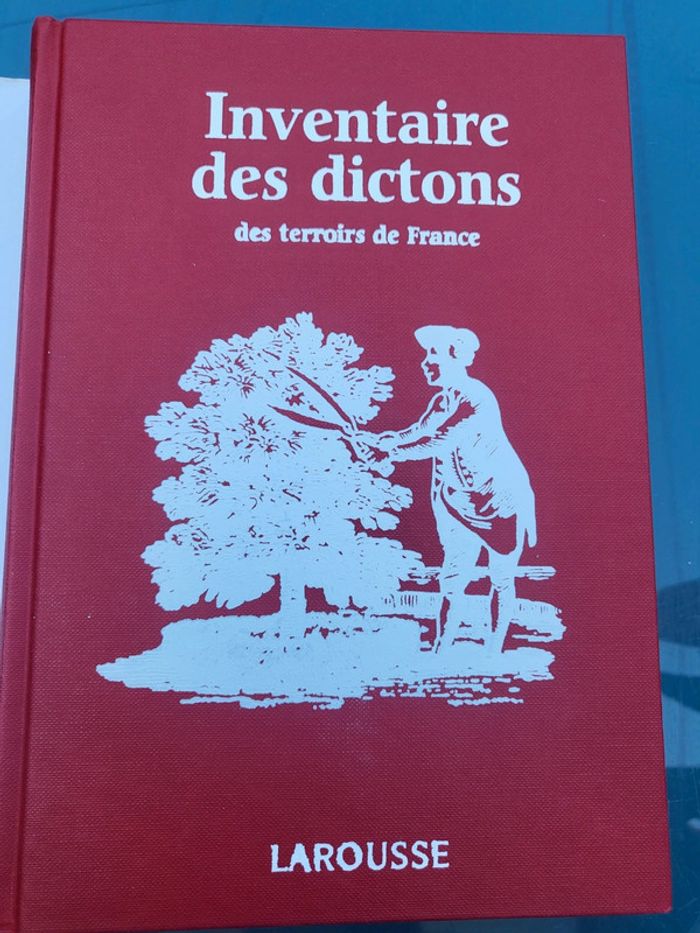 Inventaire
des dictons
des terroirs de France
LAROUSSE